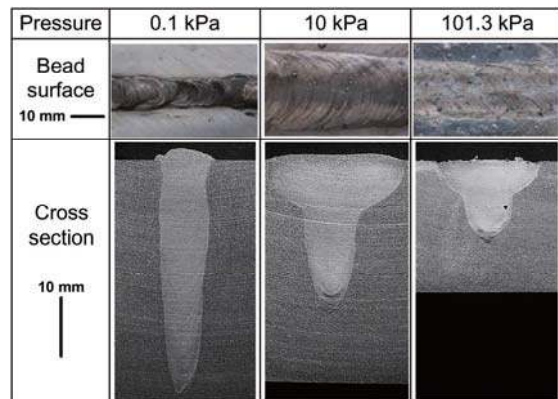 Pressure 0.1 kPa 10 kPa 101.3 kPa
Bead
surface
10 mm
Cross
section
10 mm